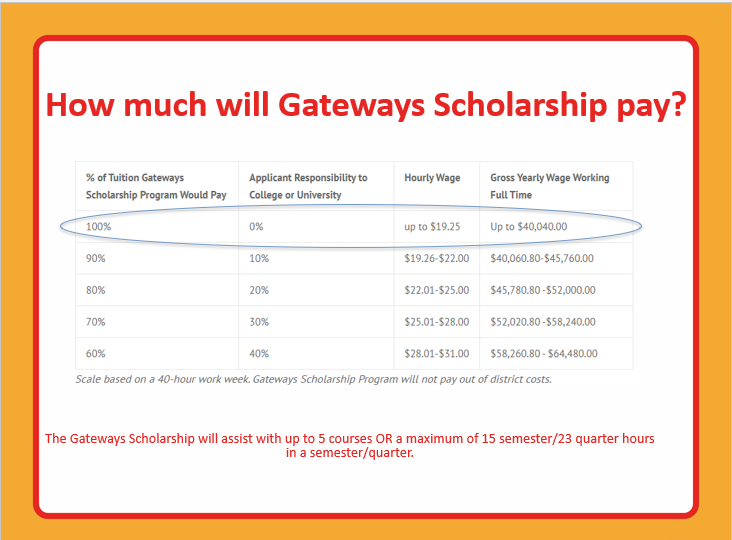 How much will Gateways Scholarship pay?
% of Tuition Gateways Scholarship Program Would Pay | Applicant Responsibility to College or University | Hourly Wage | Gross Yearly Wage Working Full Time
100% 0% up to $19.25 Up to $40,040.00
90% 10% $19.26-$22.00 $40,060.80-$45,760.00
80% 20% $22.01-$25.00 $45,780.80 -$52,000.00
70% 30% $25.01-$28.00 $52,020.80 -$58,240.00
60% 40% $28.01-$31.00 $58,260.80 - $64,480.00
Scale based on a 40-hour work week. Gateways Scholarship Program will not pay out of district costs.
The Gateways Scholarship will assist with up to 5 courses OR a maximum of 15 semester/23 quarter hours
in a semester/quarter.